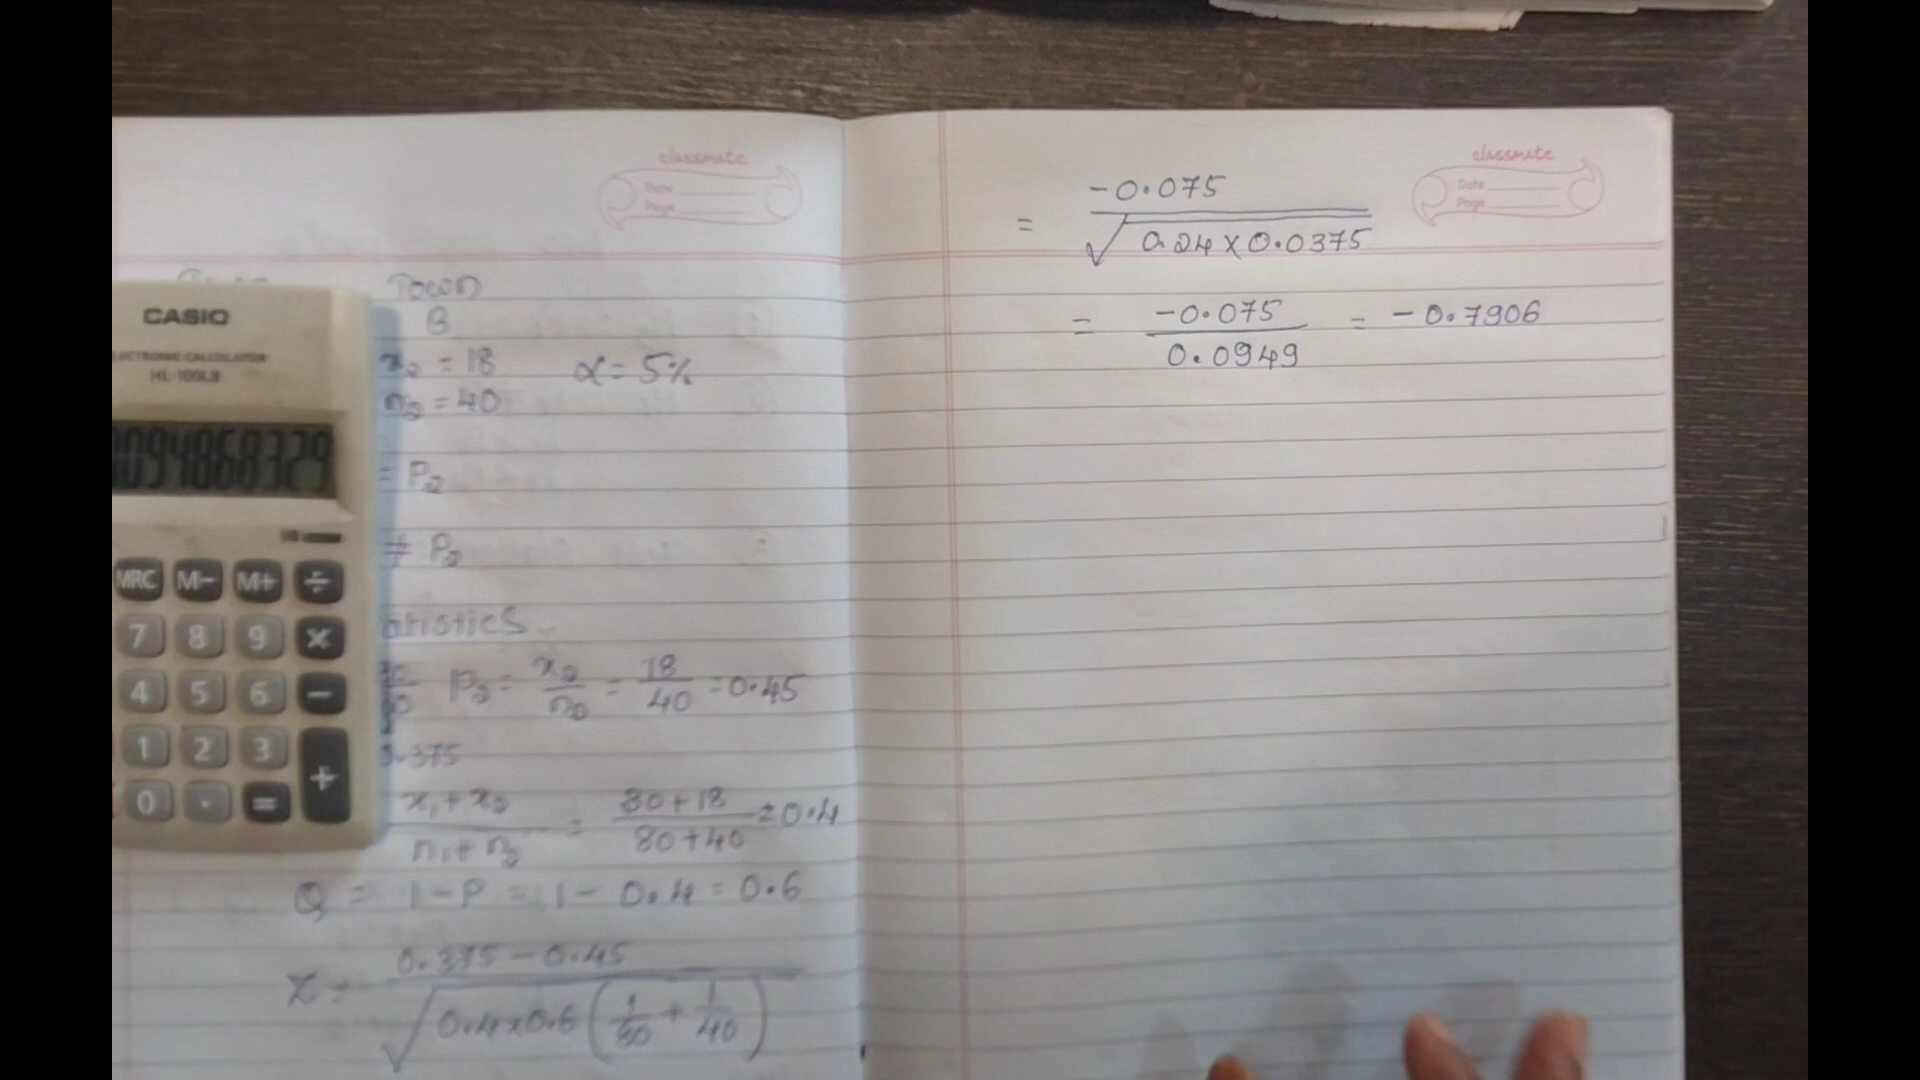 classmate
Date
Page
Town
B
x₂ = 18 α = 5%
n₂ = 40
= P₂
≠ P₂
atistics
P₂ = x₂/n₂ = 18/40 = 0.45
0.375
x₁ + x₂ / n₁ + n₂ = 30+18 / 80+40 = 0.4
Q = 1 - P = 1 - 0.4 = 0.6
Z = 0.375 - 0.45 / √0.4x0.6 (1/80 + 1/40)
CASIO
ELECTRONIC CALCULATOR
HL-100LB
0094868329
MRC M- M+ ÷
7 8 9 ×
4 5 6 −
1 2 3
0 . = +
classmate
Date
Page
= -0.075 / √0.24 x 0.0375
= -0.075 / 0.0949 = -0.7906